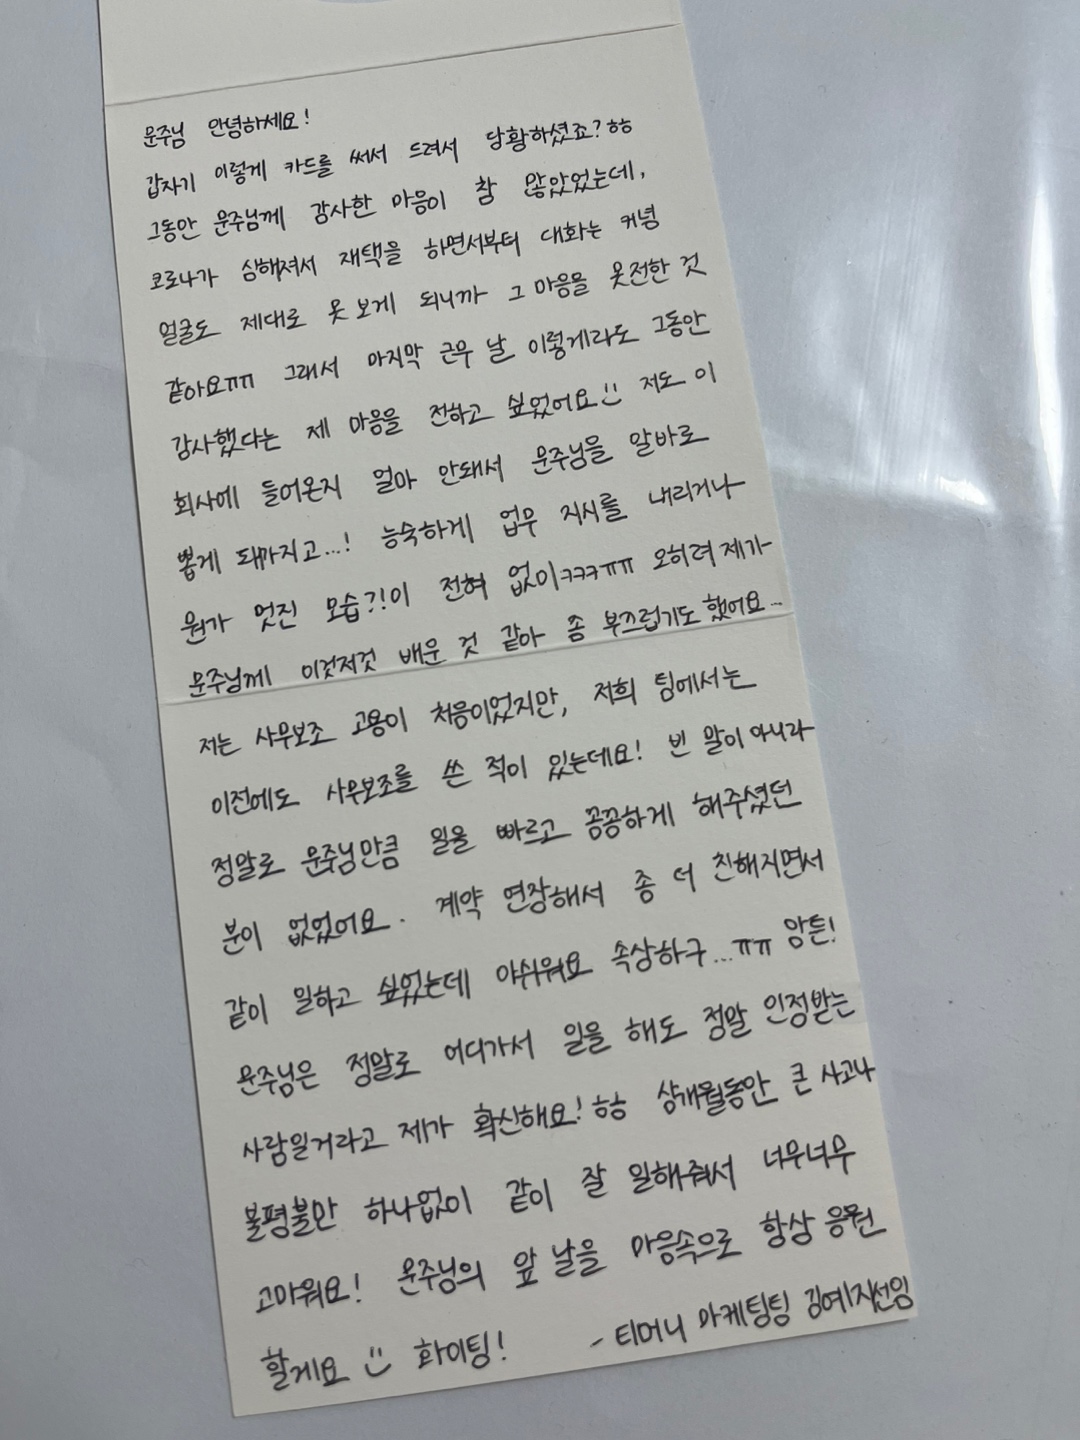 윤주님 안녕하세요!
갑자기 이렇게 카드를 써서 드려서 당황하셨죠?ㅎㅎ
그동안 윤주님께 감사한 마음이 참 많았었는데,
코로나가 심해져서 재택을 하면서부터 대화는 커녕
얼굴도 제대로 못 보게 되니까 그 마음을 못전한 것
같아요ㅠㅠ 그래서 마지막 근무 날 이렇게라도 그동안
감사했다는 제 마음을 전하고 싶었어요 저도 이
회사에 들어온지 얼마 안돼서 윤주님을 알바로
뽑게 돼가지고...! 능숙하게 업무 지시를 내리거나
뭔가 멋진 모습?!이 전혀 없이ㅋㅋㅋㅠㅠ 오히려 제가
윤주님께 이것저것 배운 것 같아 좀 부끄럽기도 했어요...
저는 사무보조 고용이 처음이었지만, 저희 팀에서는
이전에도 사무보조를 쓴 적이 있는데요! 빈 말이 아니라
정말로 윤주님만큼 일을 빠르고 꼼꼼하게 해주셨던
분이 없었어요. 계약 연장해서 좀 더 친해지면서
같이 일하고 싶었는데 아쉬워요 속상하구...ㅠㅠ 암튼!
윤주님은 정말로 어디가서 일을 해도 정말 인정받는
사람일거라고 제가 확신해요!ㅎㅎ 삼개월동안 큰 사고나
불평불만 하나없이 같이 잘 일해줘서 너무너무
고마워요! 윤주님의 앞 날을 마음속으로 항상 응원
할게요 화이팅! - 티머니 마케팅팀 김예지선임